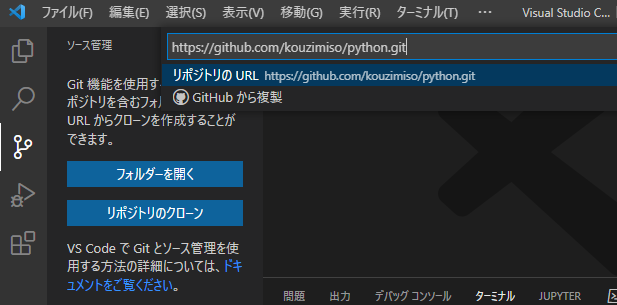 ファイル(F) 編集(E) 選択(S) 表示(V) 移動(G) 実行(R) ターミナル(T) Visual Studio C...
ソース管理
https://github.com/kouzimiso/python.git
リポジトリの URL https://github.com/kouzimiso/python.git
GitHub から複製
Git 機能を使用す
ポジトリを含むフォル
URL からクローンを作成することが
できます。
フォルダーを開く
リポジトリのクローン
VS Code で Git とソース管理を使
用する方法の詳細については、ドキ
ュメントをご覧ください。
問題 出力 デバッグ コンソール ターミナル JUPYTER